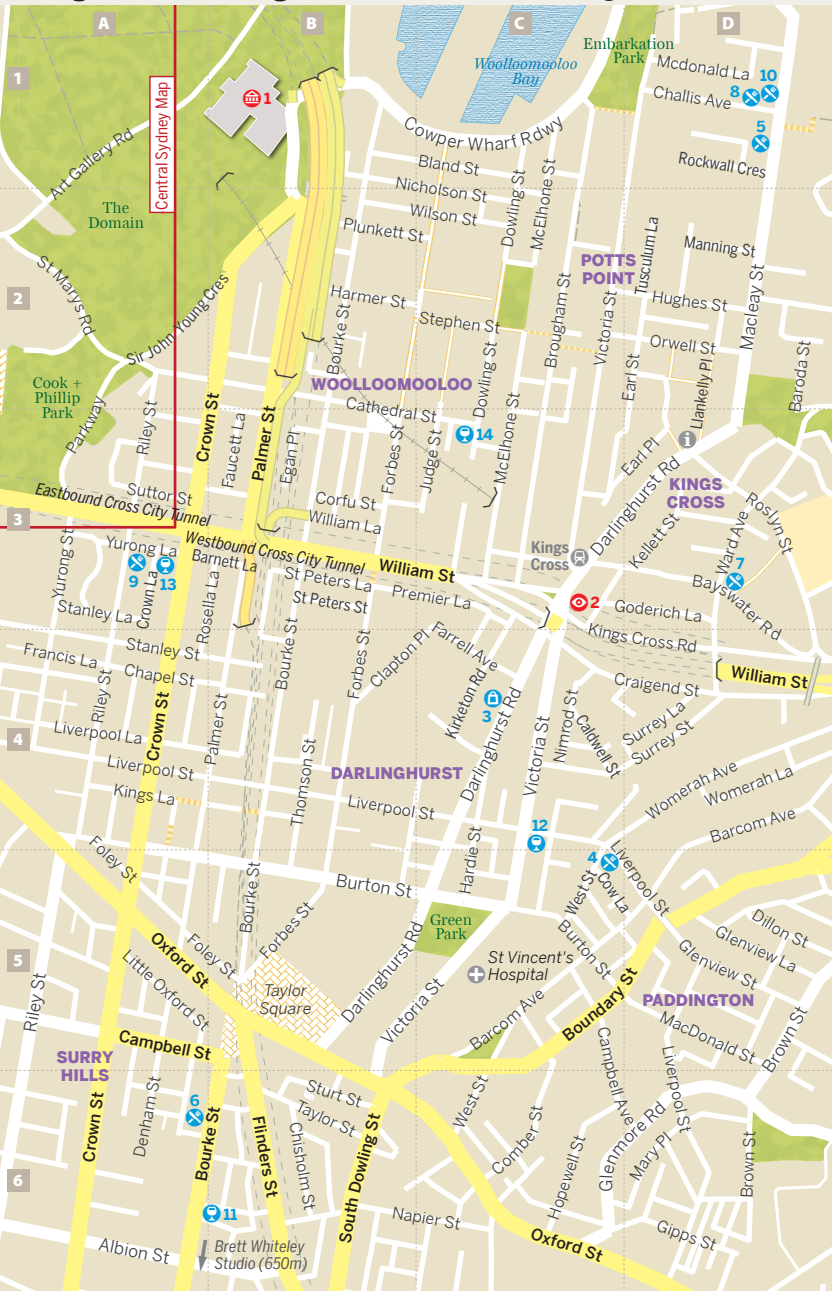 A
B
C
D
1
2
3
4
5
6
Central Sydney Map
1
Woolloomooloo
Bay
Embarkation
Park
Mcdonald La
10
8
Challis Ave
5
Rockwall Cres
Cowper Wharf Rdwy
Art Gallery Rd
Bland St
Nicholson St
Wilson St
Plunkett St
Dowling St
McElhone St
The
Domain
POTTS
POINT
Tusculum La
Manning St
Hughes St
Macleay St
St Marys Rd
Sir John Young Cres
Harmer St
Stephen St
Bourke St
Brougham St
Victoria St
Orwell St
Earl St
Llankelly Pl
Baroda St
WOOLLOOMOOLOO
Dowling St
Cook +
Phillip
Park
Parkway
Riley St
Crown St
Faucett La
Palmer St
Egan Pl
Cathedral St
Forbes St
Judge St
14
McElhone St
Earl Pl
Darlinghurst Rd
KINGS
CROSS
Suttor St
Eastbound Cross City Tunnel
Corfu St
William La
Roslyn St
Ward Ave
Kellett St
Kings
Cross
7
Bayswater Rd
Yurong St
Yurong La
9
13
Crown La
Westbound Cross City Tunnel
Barnett La
William St
St Peters La
St Peters St
Premier La
2
Goderich La
Kings Cross Rd
Stanley La
Rosella La
Stanley St
Francis La
Chapel St
Riley St
Bourke St
Forbes St
Clapton Pl
Farrell Ave
Kirketon Rd
3
Darlinghurst Rd
William St
Craigend St
Surrey La
Surrey St
Nimrod St
Caldwell St
Victoria St
Liverpool La
Crown St
Palmer St
Liverpool St
Kings La
Thomson St
DARLINGHURST
Liverpool St
Womerah Ave
Womerah La
Barcom Ave
12
4
Hardie St
Foley St
Bourke St
Burton St
West St
Cow La
Liverpool St
Green
Park
Burton St
Forbes St
Foley St
Oxford St
Little Oxford St
Taylor
Square
Darlinghurst Rd
Victoria St
St Vincent's
Hospital
Barcom Ave
Boundary St
Dillon St
Glenview La
Glenview St
PADDINGTON
MacDonald St
Brown St
Riley St
Campbell St
SURRY
HILLS
Campbell Ave
Liverpool St
Crown St
Denham St
6
Bourke St
Flinders St
Sturt St
Taylor St
Chisholm St
South Dowling St
West St
Comber St
Hopewell St
Glenmore Rd
Mary Pl
Brown St
11
Napier St
Oxford St
Gipps St
Albion St
Brett Whiteley
Studio (650m)